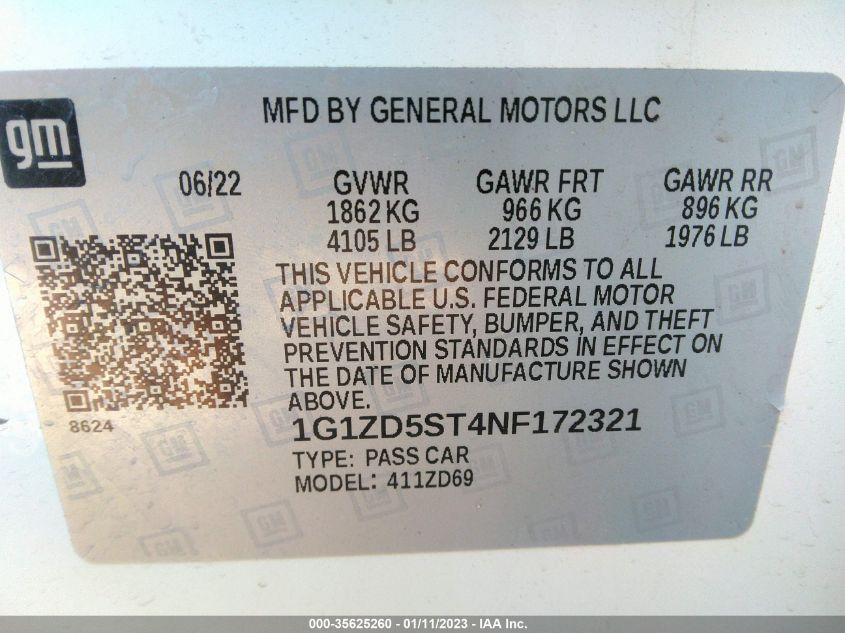 MFD BY GENERAL MOTORS LLC
gm
06/22 GVWR GAWR FRT GAWR RR
1862 KG 966 KG 896 KG
4105 LB 2129 LB 1976 LB
THIS VEHICLE CONFORMS TO ALL
APPLICABLE U.S. FEDERAL MOTOR
VEHICLE SAFETY, BUMPER, AND THEFT
PREVENTION STANDARDS IN EFFECT ON
THE DATE OF MANUFACTURE SHOWN
ABOVE.
8624
1G1ZD5ST4NF172321
TYPE: PASS CAR
MODEL: 411ZD69
000-35625260 - 01/11/2023 - IAA Inc.